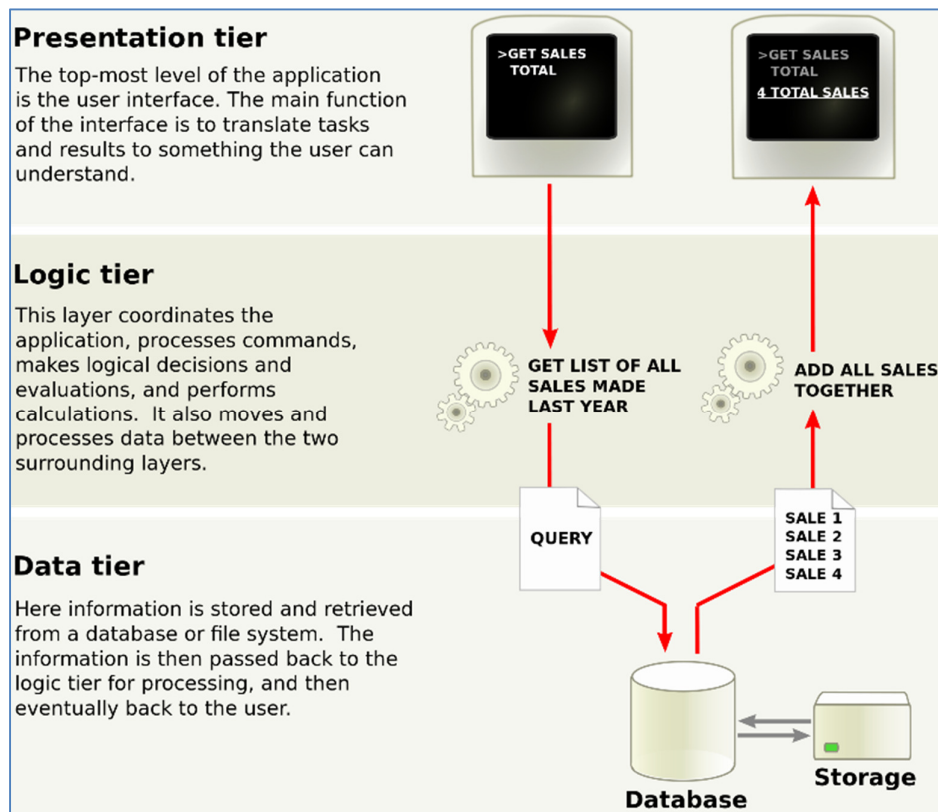 Presentation tier
The top-most level of the application
is the user interface. The main function
of the interface is to translate tasks
and results to something the user can
understand.
>GET SALES
TOTAL
>GET SALES
TOTAL
4 TOTAL SALES
Logic tier
This layer coordinates the
application, processes commands,
makes logical decisions and
evaluations, and performs
calculations. It also moves and
processes data between the two
surrounding layers.
GET LIST OF ALL
SALES MADE
LAST YEAR
ADD ALL SALES
TOGETHER
Data tier
Here information is stored and retrieved
from a database or file system. The
information is then passed back to the
logic tier for processing, and then
eventually back to the user.
QUERY
SALE 1
SALE 2
SALE 3
SALE 4
Database
Storage